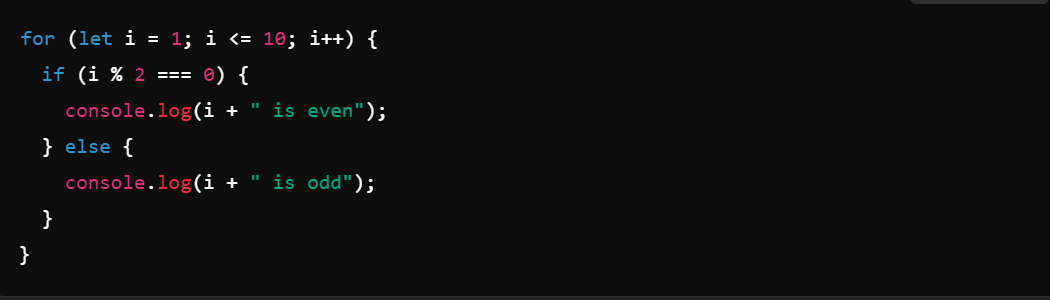 for (let i = 1; i <= 10; i++) {
  if (i % 2 === 0) {
    console.log(i + " is even");
  } else {
    console.log(i + " is odd");
  }
}